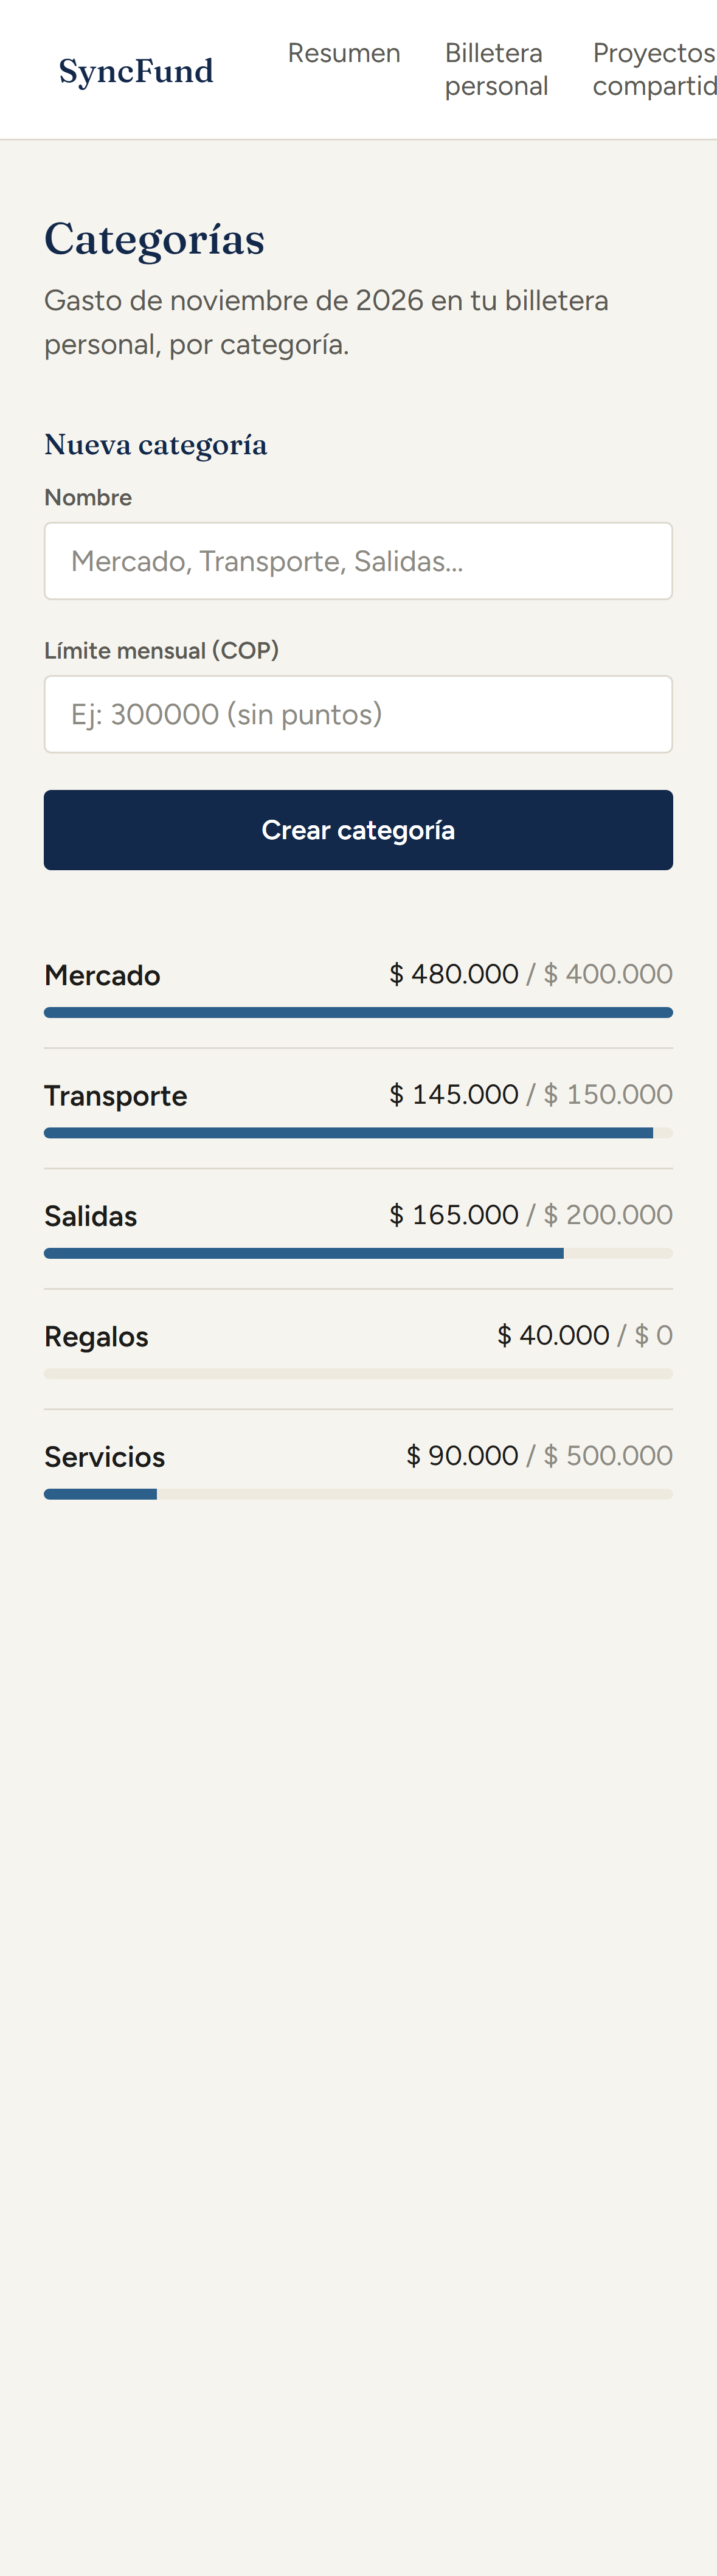 SyncFund
Resumen
Billetera
personal
Proyectos
compartid
Categorías
Gasto de noviembre de 2026 en tu billetera
personal, por categoría.
Nueva categoría
Nombre
Mercado, Transporte, Salidas...
Límite mensual (COP)
Ej: 300000 (sin puntos)
Crear categoría
Mercado $ 480.000 / $ 400.000
Transporte $ 145.000 / $ 150.000
Salidas $ 165.000 / $ 200.000
Regalos $ 40.000 / $ 0
Servicios $ 90.000 / $ 500.000